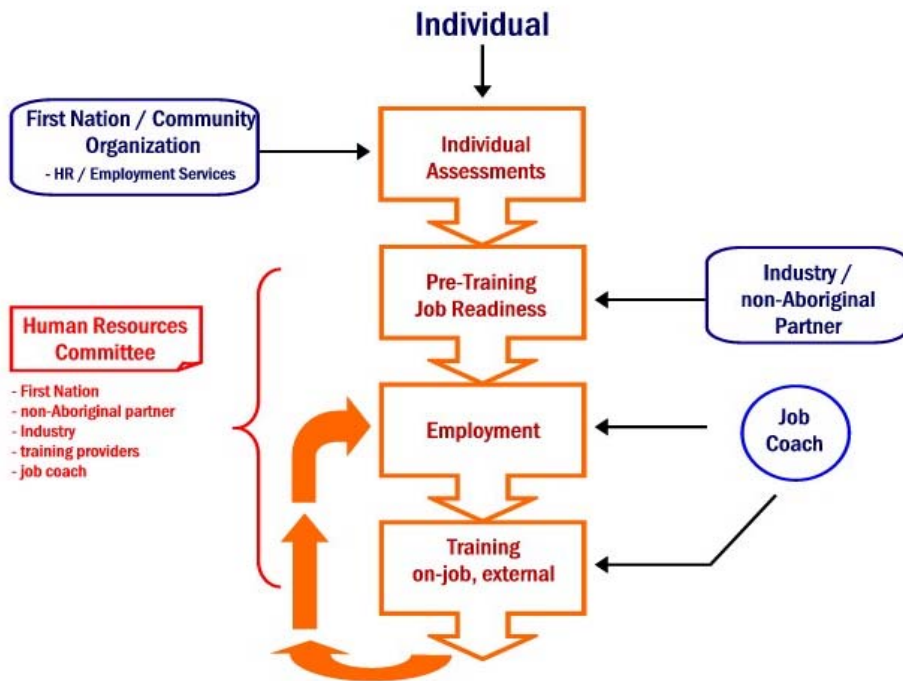 Individual
First Nation / Community
Organization
- HR / Employment Services
Individual
Assessments
Pre-Training
Job Readiness
Industry /
non-Aboriginal
Partner
Human Resources
Committee
- First Nation
- non-Aboriginal partner
- Industry
- training providers
- job coach
Employment
Job
Coach
Training
on-job, external